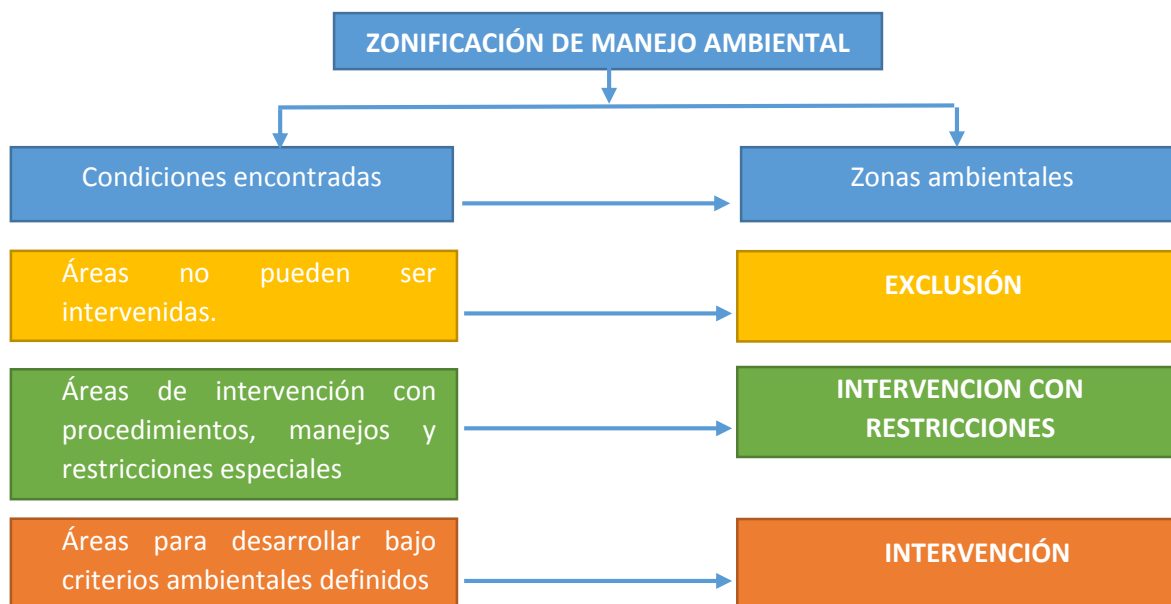 ZONIFICACIÓN DE MANEJO AMBIENTAL
Condiciones encontradas
Zonas ambientales
Áreas no pueden ser
intervenidas.
EXCLUSIÓN
Áreas de intervención con
procedimientos, manejos y
restricciones especiales
INTERVENCION CON
RESTRICCIONES
Áreas para desarrollar bajo
criterios ambientales definidos
INTERVENCIÓN